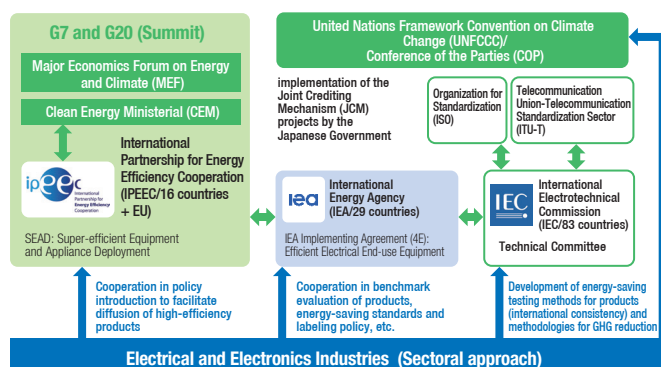 G7 and G20 (Summit)
Major Economics Forum on Energy
and Climate (MEF)
Clean Energy Ministerial (CEM)
International
Partnership for Energy
Efficiency Cooperation
(IPEEC/16 countries
+ EU)
ipeec
International
Partnership for
Energy Efficiency
Cooperation
SEAD: Super-efficient Equipment
and Appliance Deployment
United Nations Framework Convention on Climate
Change (UNFCCC)/
Conference of the Parties (COP)
implementation of the
Joint Crediting
Mechanism (JCM)
projects by the
Japanese Government
Organization for
Standardization
(ISO)
Telecommunication
Union-Telecommunication
Standardization Sector
(ITU-T)
iea
International
Energy Agency
(IEA/29 countries)
IEA Implementing Agreement (4E):
Efficient Electrical End-use Equipment
IEC
International
Electrotechnical
Commission
(IEC/83 countries)
Technical Committee
Cooperation in policy
introduction to facilitate
diffusion of high-efficiency
products
Cooperation in benchmark
evaluation of products,
energy-saving standards and
labeling policy, etc.
Development of energy-saving
testing methods for products
(international consistency) and
methodologies for GHG reduction
Electrical and Electronics Industries (Sectoral approach)